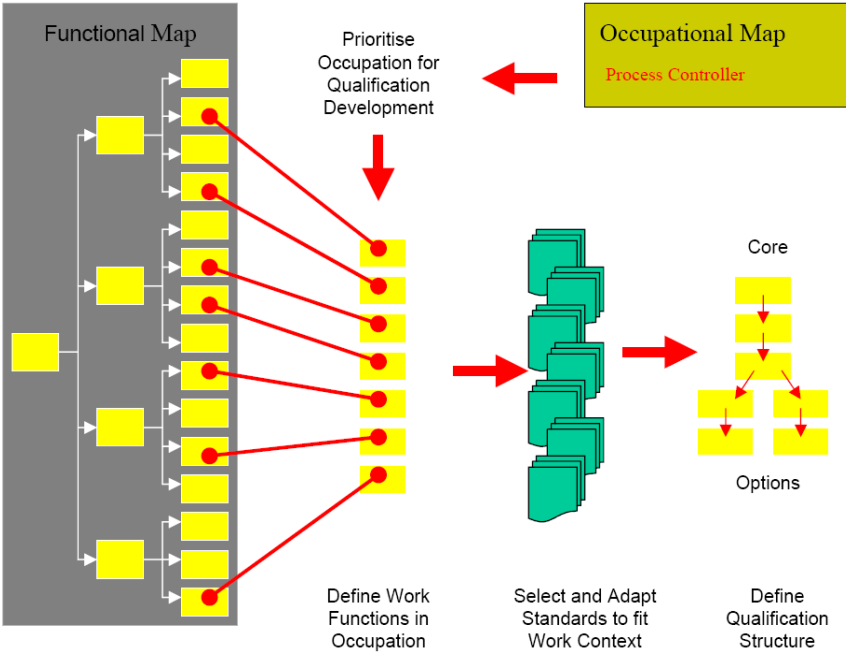 Functional Map
Prioritise
Occupation for
Qualification
Development
Occupational Map
Process Controller
Core
Options
Define Work
Functions in
Occupation
Select and Adapt
Standards to fit
Work Context
Define
Qualification
Structure